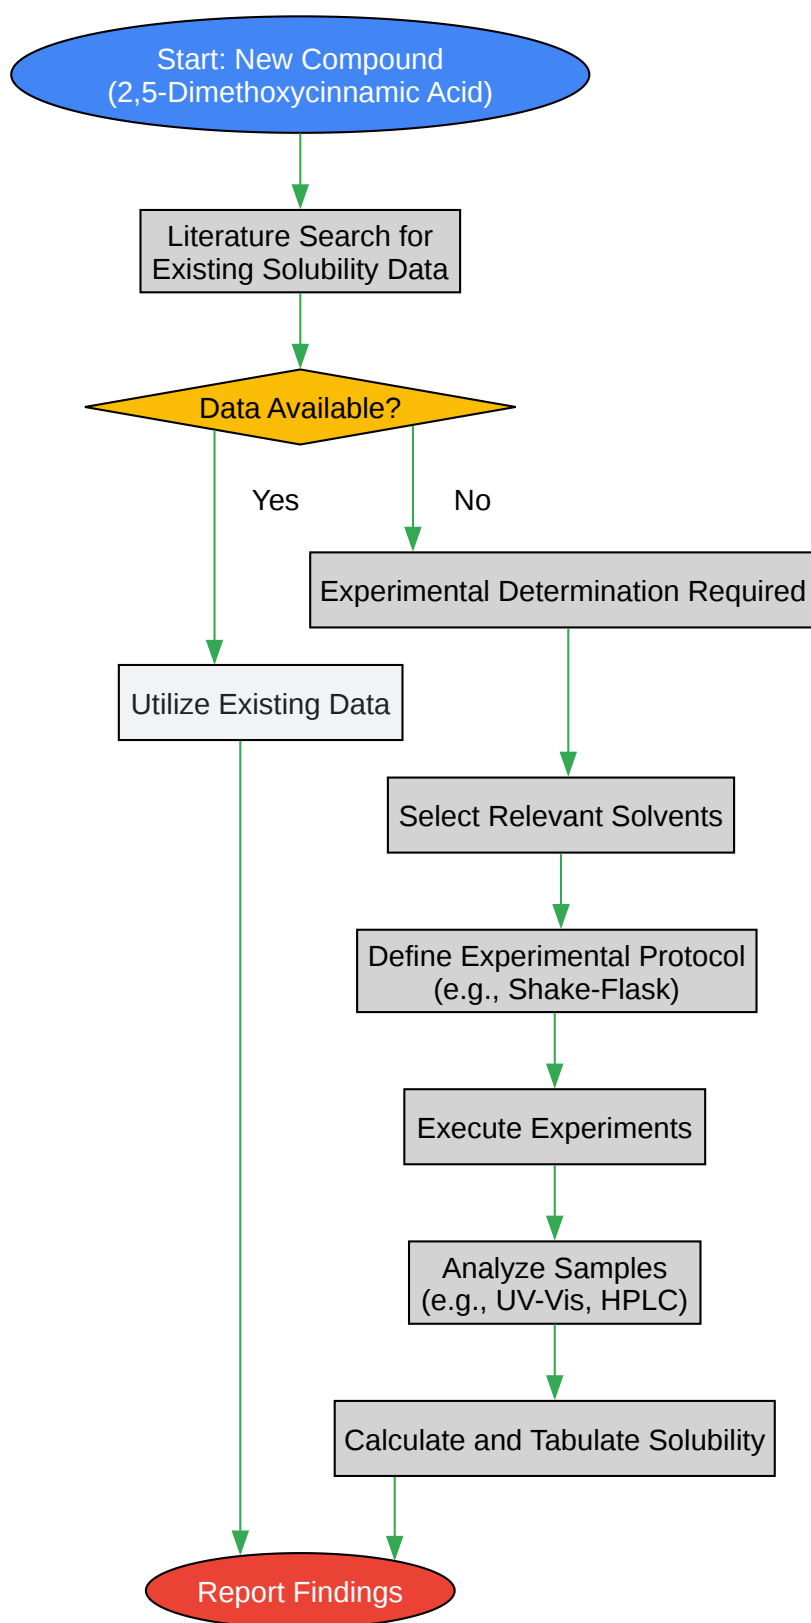 Start: New Compound
(2,5-Dimethoxycinnamic Acid)
Literature Search for
Existing Solubility Data
Data Available?
Yes
No
Experimental Determination Required
Utilize Existing Data
Select Relevant Solvents
Define Experimental Protocol
(e.g., Shake-Flask)
Execute Experiments
Analyze Samples
(e.g., UV-Vis, HPLC)
Calculate and Tabulate Solubility
Report Findings